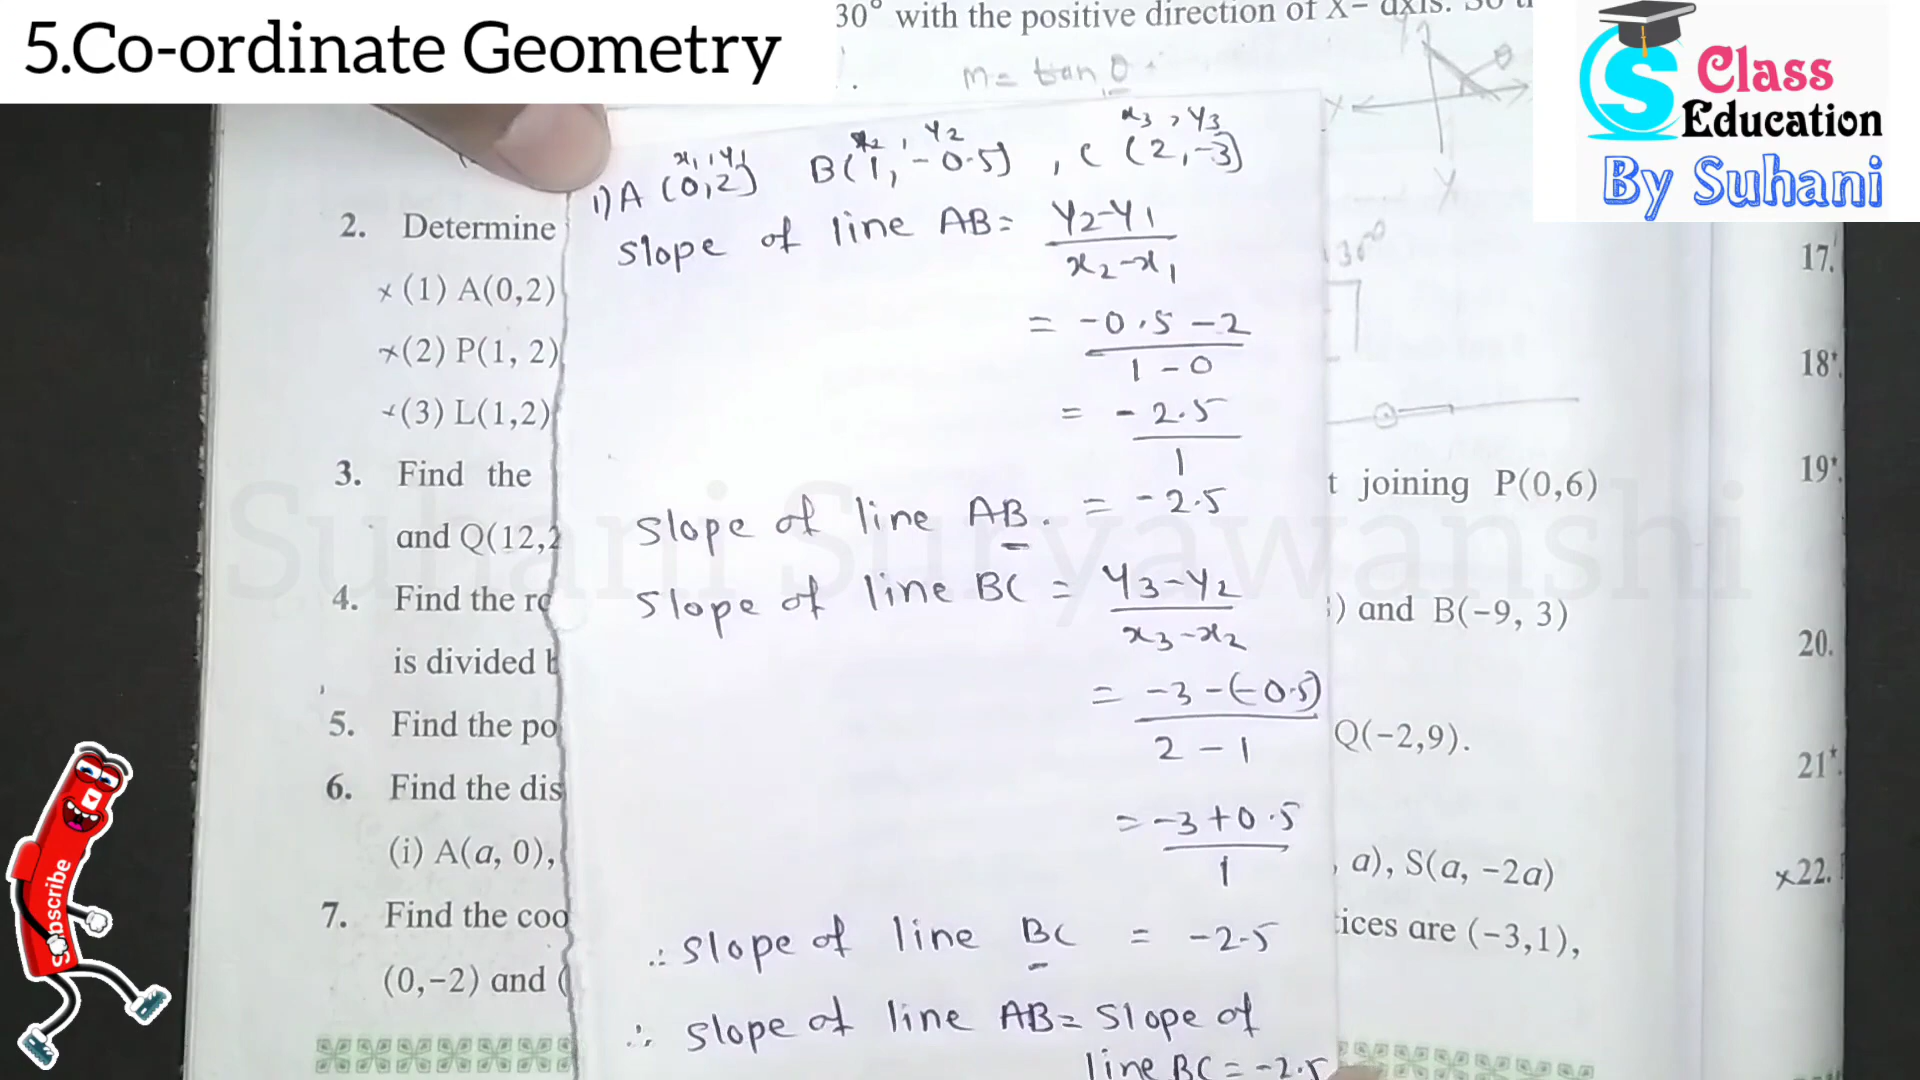 5.Co-ordinate Geometry
30° with the positive direction of X- axis.
m = tan θ
Class
Education
By Suhani
1) A (0,2) B(1, -0.5) , C (2,-3)
x1, y1
x2, y2
x3, y3
slope of line AB = y2-y1
x2-x1
= -0.5 -2
1 - 0
= -2.5
1
slope of line AB. = -2.5
slope of line BC = y3-y2
x3-x2
= -3-(-0.5)
2 - 1
= -3+0.5
1
∴ slope of line BC = -2.5
∴ slope of line AB = slope of
line BC = -2.5
2. Determine
× (1) A(0,2)
×(2) P(1, 2)
(3) L(1,2)
3. Find the
t joining P(0,6)
and Q(12,2
4. Find the
) and B(−9, 3)
is divided
5. Find the po
Q(−2,9).
6. Find the dis
(i) A(a, 0),
, a), S(a, −2a)
7. Find the coo
ices are (−3,1),
(0,−2) and (
30°
X
Y
θ
17.
18*.
19*.
20.
21*.
×22.
Suhani Suryawanshi
Subscribe